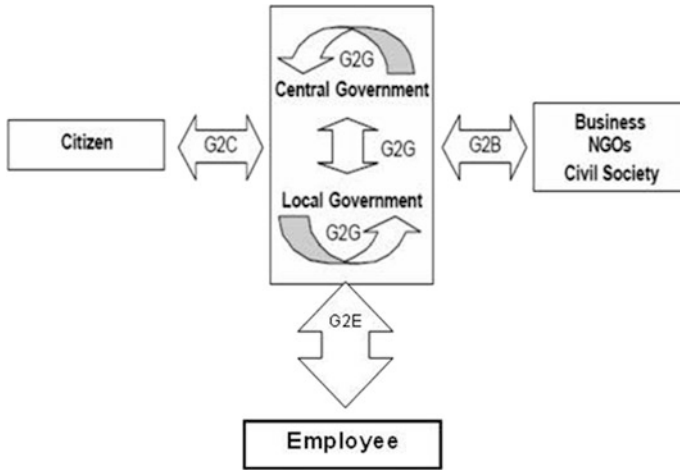 G2G
Central Government
Citizen
G2C
G2G
G2B
Business
NGOs
Civil Society
Local Government
G2G
G2E
Employee